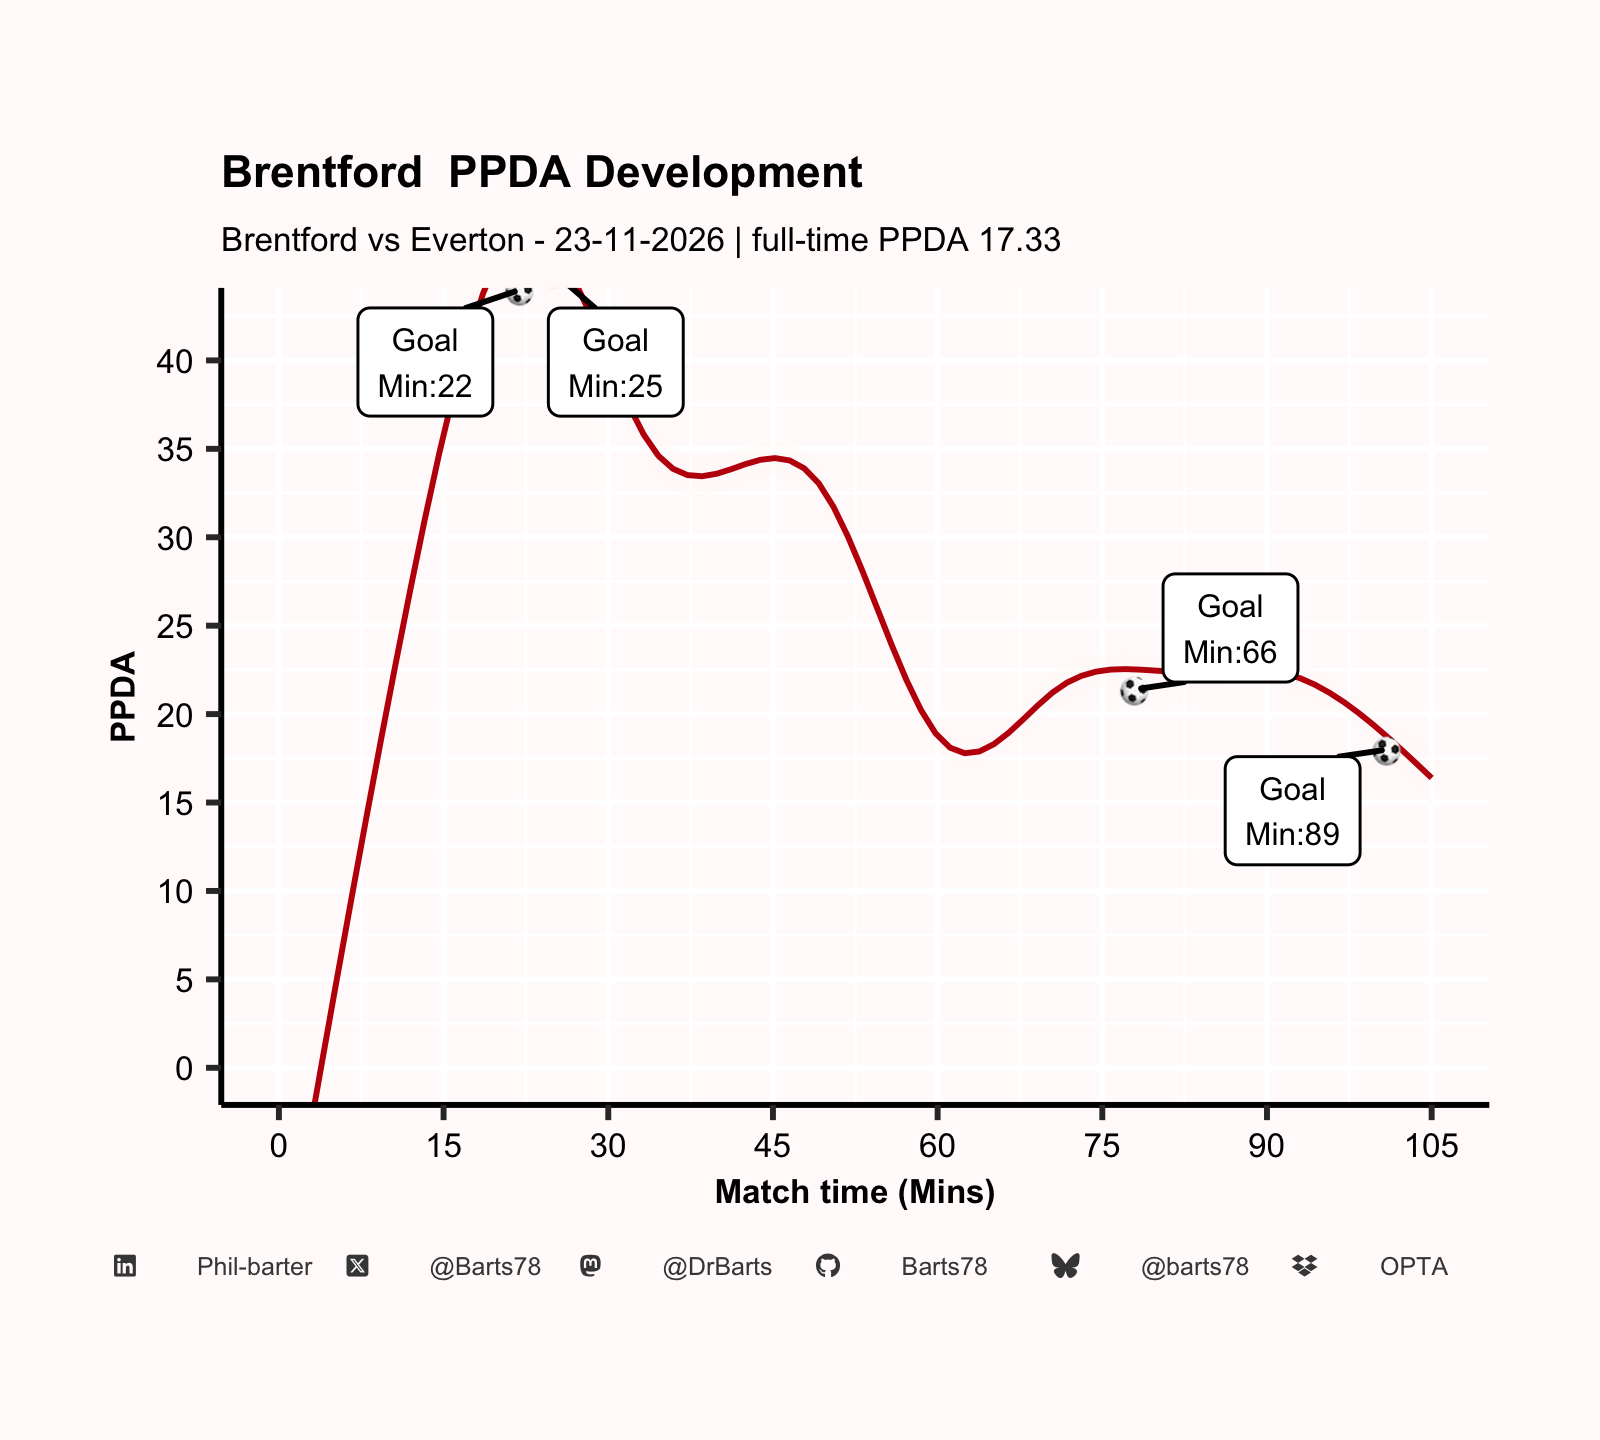 Brentford  PPDA Development
Brentford vs Everton - 23-11-2026 | full-time PPDA 17.33
Goal
Min:22
Goal
Min:25
Goal
Min:66
Goal
Min:89
PPDA
40
35
30
25
20
15
10
5
0
0 15 30 45 60 75 90 105
Match time (Mins)
Phil-barter @Barts78 @DrBarts Barts78 @barts78 OPTA